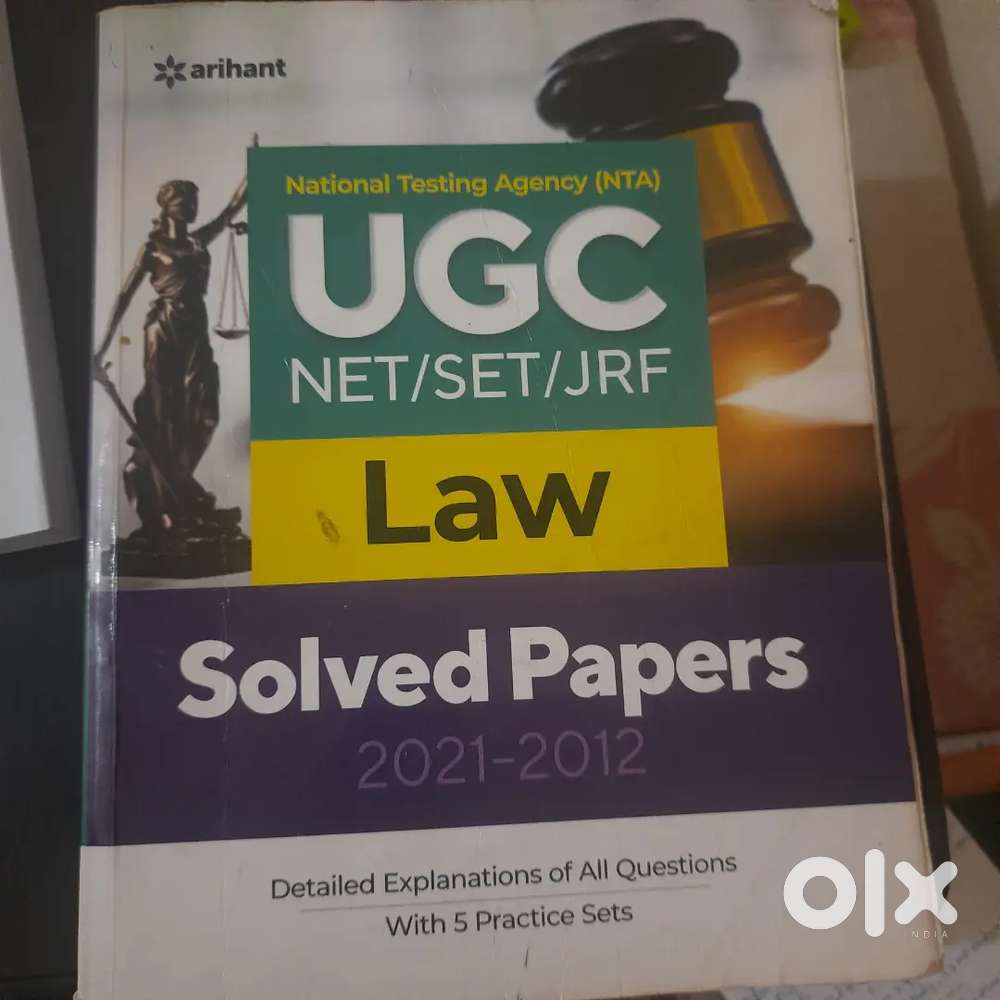 arihant
National Testing Agency (NTA)
UGC
NET/SET/JRF
Law
Solved Papers
2021-2012
Detailed Explanations of All Questions
With 5 Practice Sets
olx
NDIA